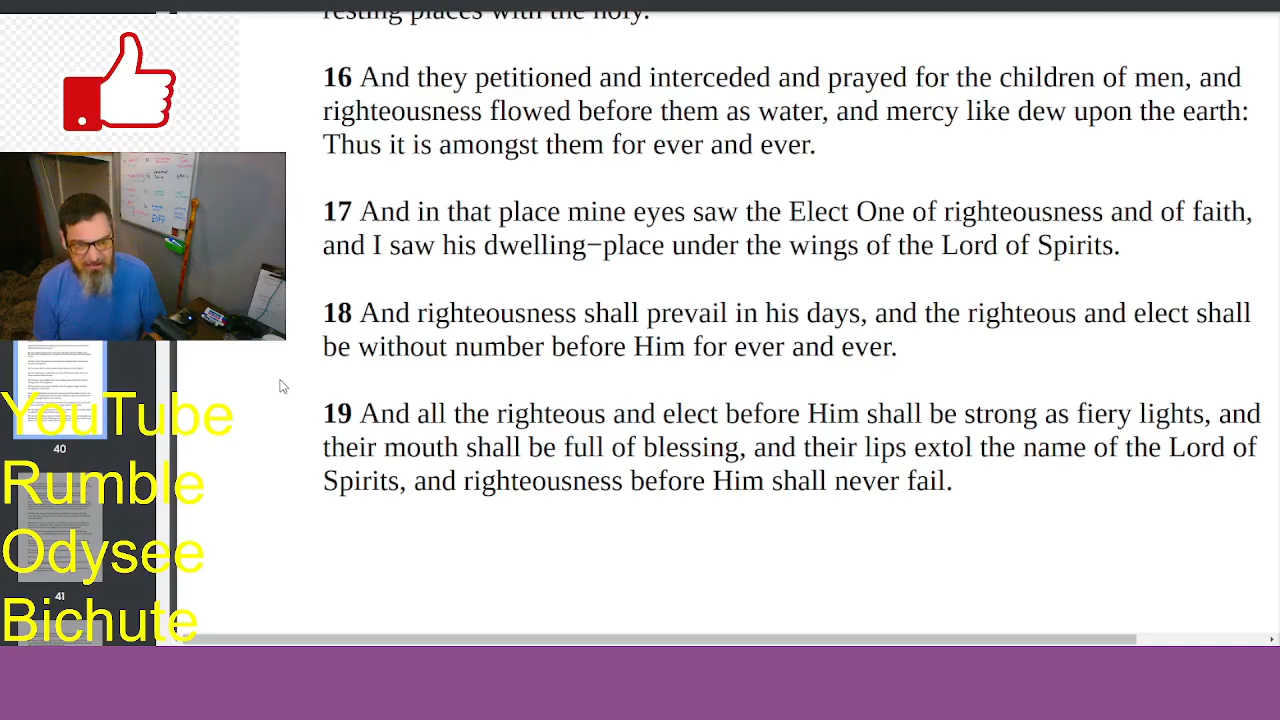 resting places with the holy.
16 And they petitioned and interceded and prayed for the children of men, and
righteousness flowed before them as water, and mercy like dew upon the earth:
Thus it is amongst them for ever and ever.
17 And in that place mine eyes saw the Elect One of righteousness and of faith,
and I saw his dwelling−place under the wings of the Lord of Spirits.
18 And righteousness shall prevail in his days, and the righteous and elect shall
be without number before Him for ever and ever.
19 And all the righteous and elect before Him shall be strong as fiery lights, and
their mouth shall be full of blessing, and their lips extol the name of the Lord of
Spirits, and righteousness before Him shall never fail.
YouTube
40
Rumble
Odysee
41
Bichute